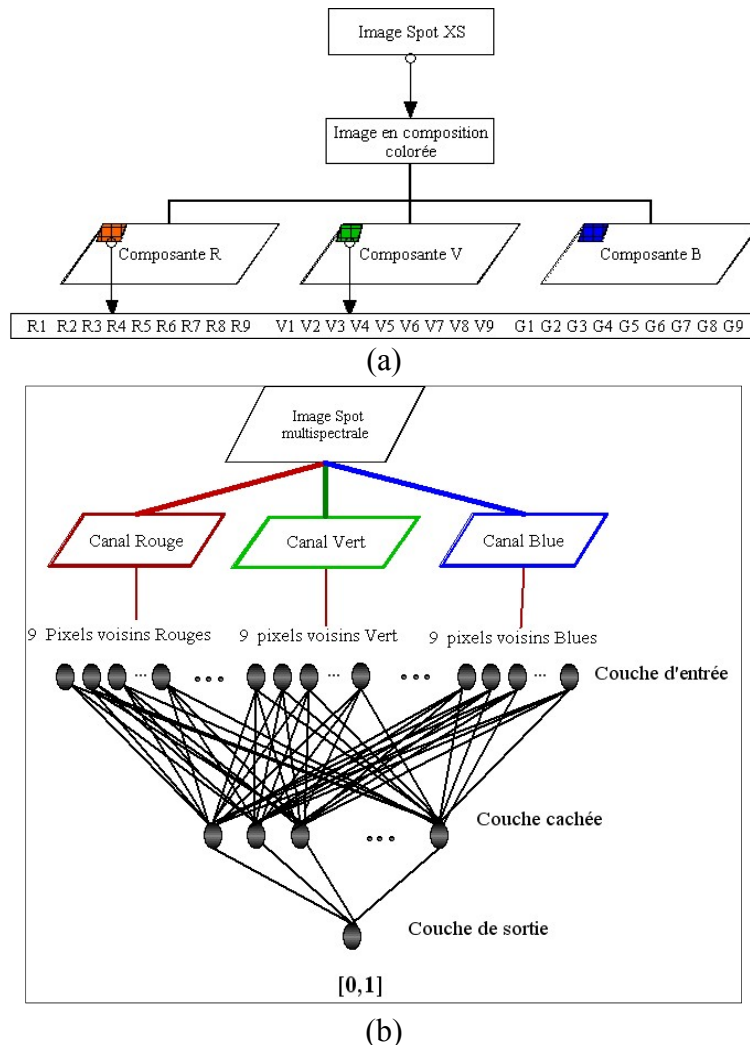 Image Spot XS
Image en composition
colorée
Composante R
Composante V
Composante B
R1 R2 R3 R4 R5 R6 R7 R8 R9 V1 V2 V3 V4 V5 V6 V7 V8 V9 G1 G2 G3 G4 G5 G6 G7 G8 G9
(a)
Image Spot
multispectrale
Canal Rouge
Canal Vert
Canal Blue
9 Pixels voisins Rouges
9 pixels voisins Vert
9 pixels voisins Blues
Couche d'entrée
Couche cachée
Couche de sortie
[0,1]
(b)